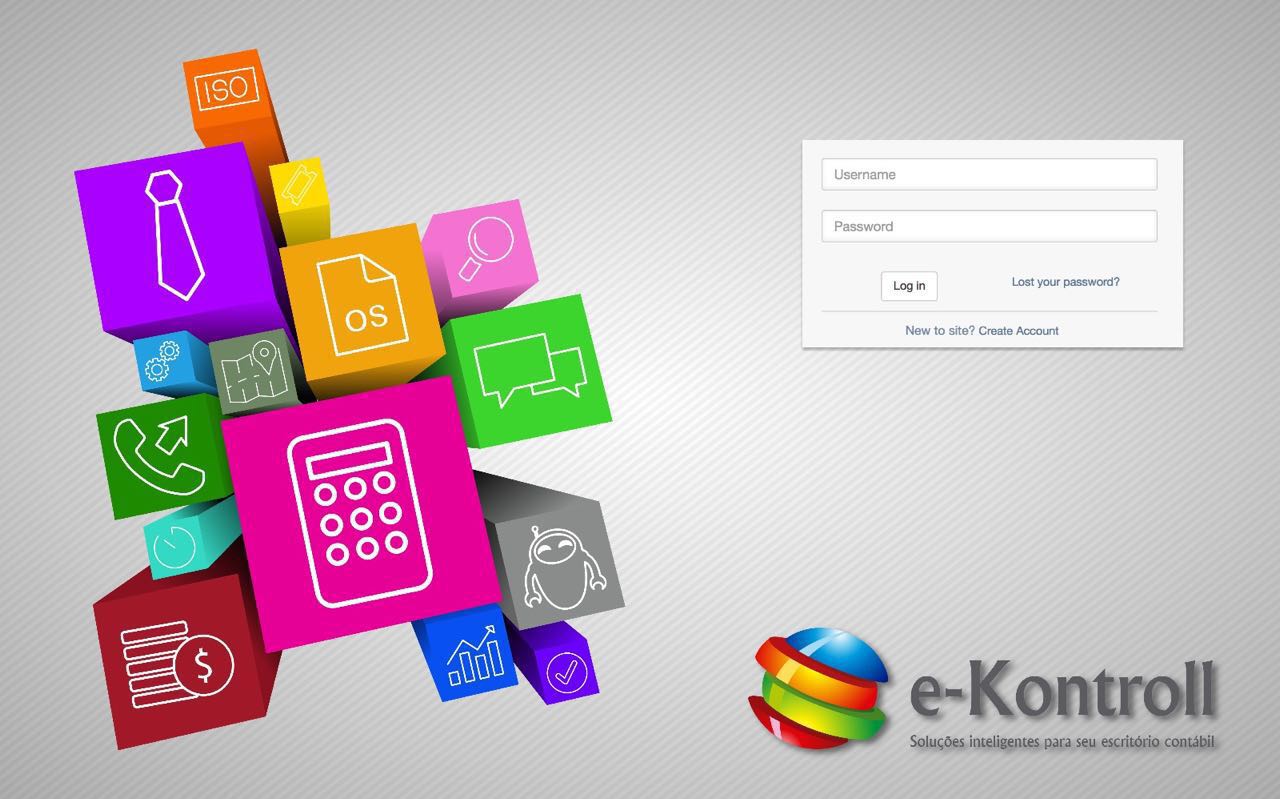 ISO
OS
$
Username
Password
Log in
Lost your password?
New to site? Create Account
e-Kontroll
Soluções inteligentes para seu escritório contábil